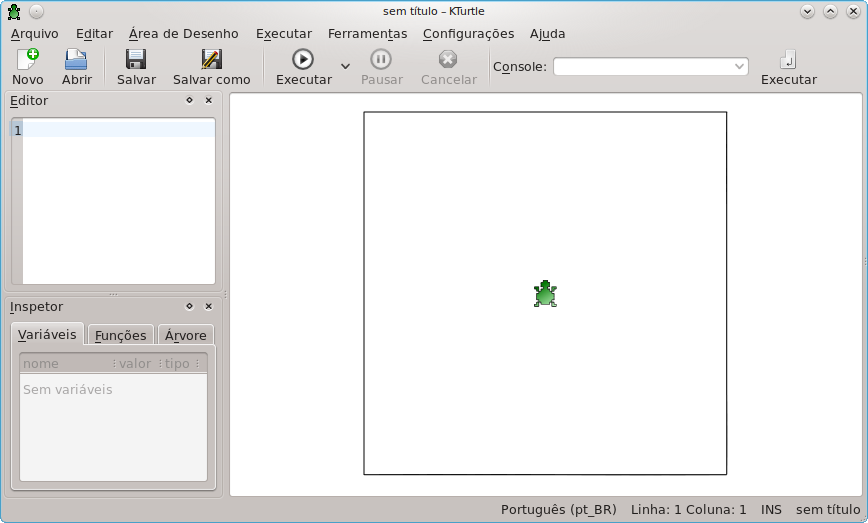 sem título – KTurtle
Arquivo Editar Área de Desenho Executar Ferramentas Configurações Ajuda
Novo Abrir Salvar Salvar como Executar Pausar Cancelar Console: Executar
Editor
1
Inspetor
Variáveis Funções Árvore
nome valor tipo
Sem variáveis
Português (pt_BR) Linha: 1 Coluna: 1 INS sem título